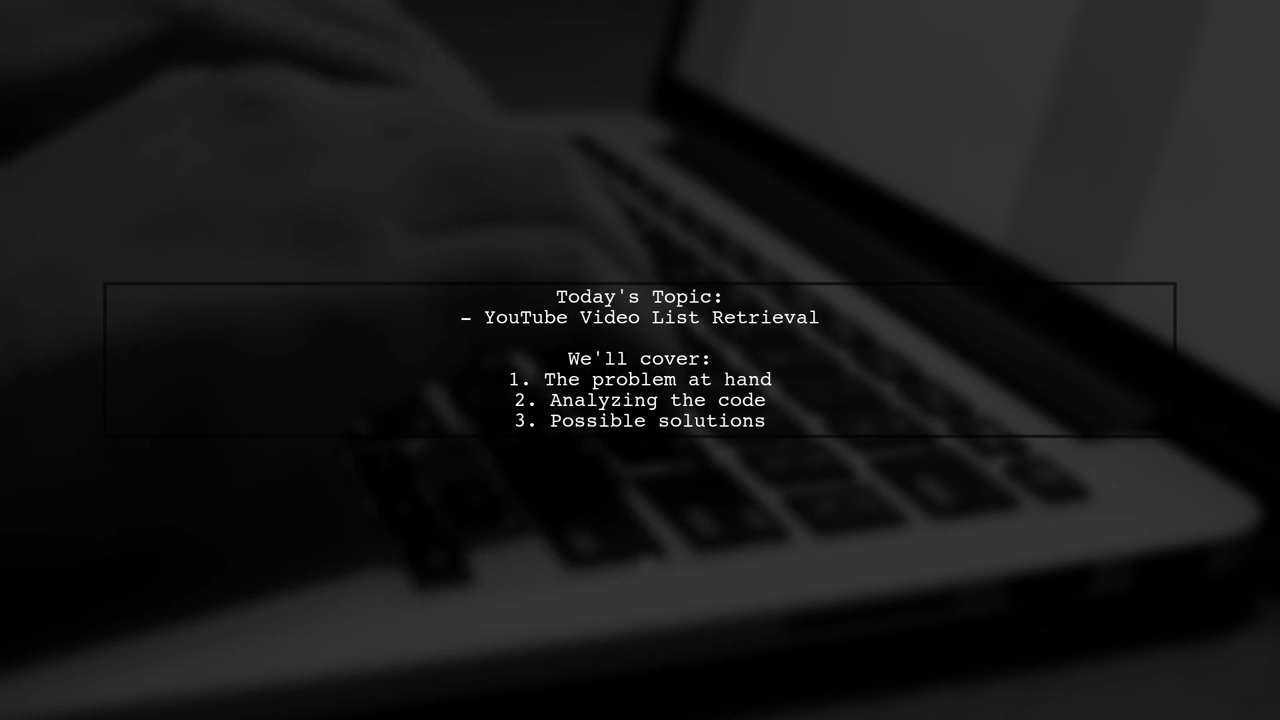 Today's Topic:
- YouTube Video List Retrieval
We'll cover:
1. The problem at hand
2. Analyzing the code
3. Possible solutions